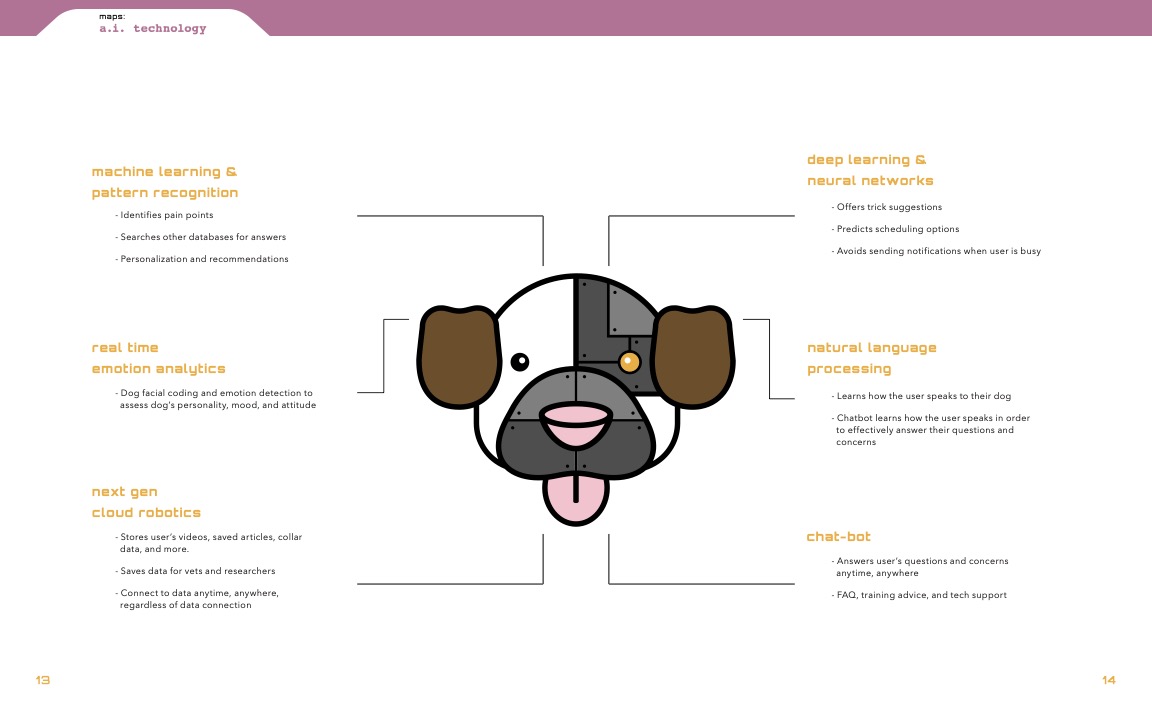 maps:
a.i. technology
machine learning &
pattern recognition
- Identifies pain points
- Searches other databases for answers
- Personalization and recommendations
real time
emotion analytics
- Dog facial coding and emotion detection to
assess dog's personality, mood, and attitude
next gen
cloud robotics
- Stores user's videos, saved articles, collar
data, and more.
- Saves data for vets and researchers
- Connect to data anytime, anywhere,
regardless of data connection
deep learning &
neural networks
- Offers trick suggestions
- Predicts scheduling options
- Avoids sending notifications when user is busy
natural language
processing
- Learns how the user speaks to their dog
- Chatbot learns how the user speaks in order
to effectively answer their questions and
concerns
chat-bot
- Answers user's questions and concerns
anytime, anywhere
- FAQ, training advice, and tech support
13
14